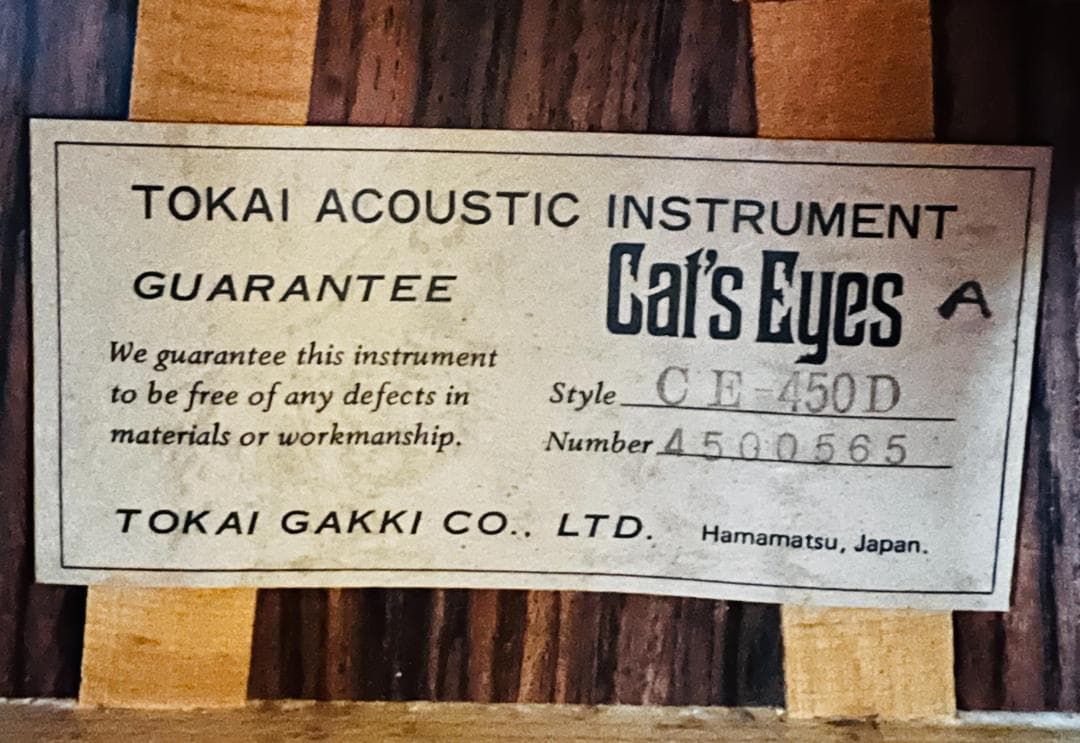 TOKAI ACOUSTIC INSTRUMENT
GUARANTEE
Cat's Eyes A
We guarantee this instrument
to be free of any defects in
materials or workmanship.
Style CE-450D
Number 4500565
TOKAI GAKKI CO., LTD. Hamamatsu, Japan.